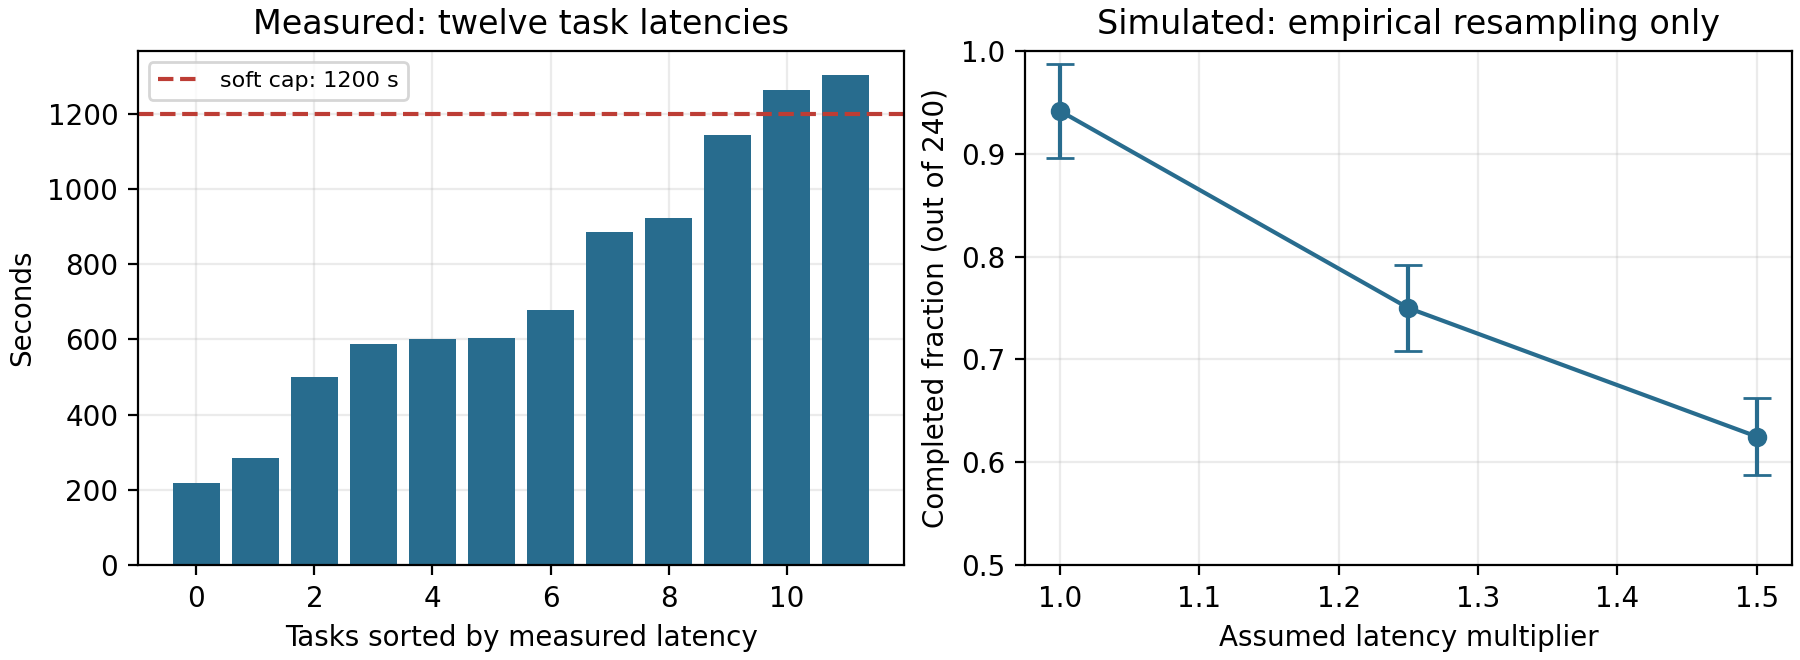 Measured: twelve task latencies
soft cap: 1200 s
1200
1000
800
600
400
200
0
Seconds
0 2 4 6 8 10
Tasks sorted by measured latency
Simulated: empirical resampling only
1.0
0.9
0.8
0.7
0.6
0.5
Completed fraction (out of 240)
1.0 1.1 1.2 1.3 1.4 1.5
Assumed latency multiplier